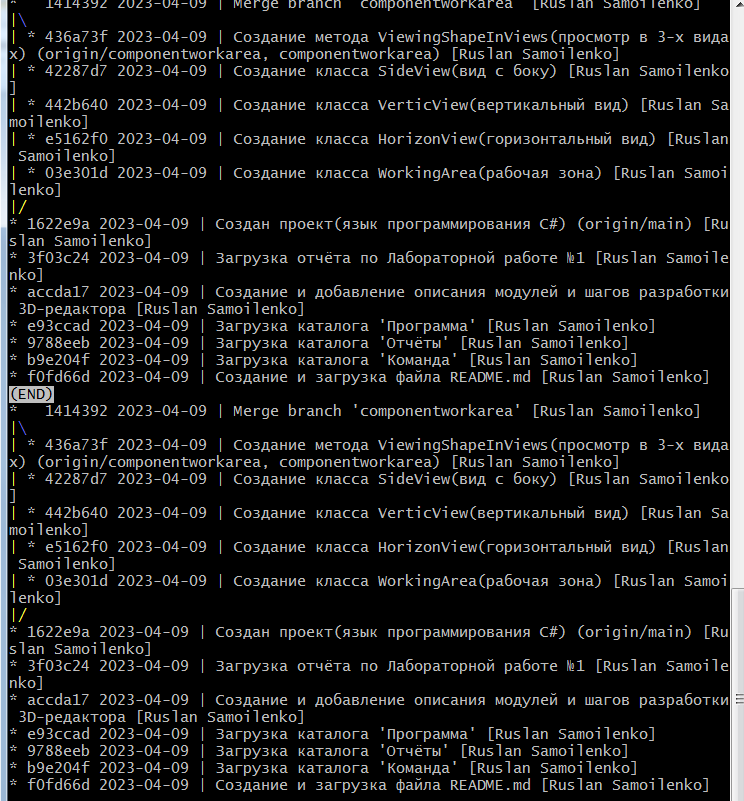 *   1414392 2023-04-09 | Merge branch 'componentworkarea' [Ruslan Samoilenko]
|\
| * 436a73f 2023-04-09 | Создание метода ViewingShapeInViews(просмотр в 3-х вида
х) (origin/componentworkarea, componentworkarea) [Ruslan Samoilenko]
| * 42287d7 2023-04-09 | Создание класса SideView(вид с боку) [Ruslan Samoilenko
]
| * 442b640 2023-04-09 | Создание класса VerticView(вертикальный вид) [Ruslan Sa
moilenko]
| * e5162f0 2023-04-09 | Создание класса HorizonView(горизонтальный вид) [Ruslan
 Samoilenko]
| * 03e301d 2023-04-09 | Создание класса WorkingArea(рабочая зона) [Ruslan Samoi
lenko]
|/
* 1622e9a 2023-04-09 | Создан проект(язык программирования C#) (origin/main) [Ru
slan Samoilenko]
* 3f03c24 2023-04-09 | Загрузка отчёта по Лабораторной работе №1 [Ruslan Samoile
nko]
* accda17 2023-04-09 | Создание и добавление описания модулей и шагов разработки
 3D-редактора [Ruslan Samoilenko]
* e93ccad 2023-04-09 | Загрузка каталога 'Программа' [Ruslan Samoilenko]
* 9788eeb 2023-04-09 | Загрузка каталога 'Отчёты' [Ruslan Samoilenko]
* b9e204f 2023-04-09 | Загрузка каталога 'Команда' [Ruslan Samoilenko]
* f0fd66d 2023-04-09 | Создание и загрузка файла README.md [Ruslan Samoilenko]
(END)
*   1414392 2023-04-09 | Merge branch 'componentworkarea' [Ruslan Samoilenko]
|\
| * 436a73f 2023-04-09 | Создание метода ViewingShapeInViews(просмотр в 3-х вида
х) (origin/componentworkarea, componentworkarea) [Ruslan Samoilenko]
| * 42287d7 2023-04-09 | Создание класса SideView(вид с боку) [Ruslan Samoilenko
]
| * 442b640 2023-04-09 | Создание класса VerticView(вертикальный вид) [Ruslan Sa
moilenko]
| * e5162f0 2023-04-09 | Создание класса HorizonView(горизонтальный вид) [Ruslan
 Samoilenko]
| * 03e301d 2023-04-09 | Создание класса WorkingArea(рабочая зона) [Ruslan Samoi
lenko]
|/
* 1622e9a 2023-04-09 | Создан проект(язык программирования C#) (origin/main) [Ru
slan Samoilenko]
* 3f03c24 2023-04-09 | Загрузка отчёта по Лабораторной работе №1 [Ruslan Samoile
nko]
* accda17 2023-04-09 | Создание и добавление описания модулей и шагов разработки
 3D-редактора [Ruslan Samoilenko]
* e93ccad 2023-04-09 | Загрузка каталога 'Программа' [Ruslan Samoilenko]
* 9788eeb 2023-04-09 | Загрузка каталога 'Отчёты' [Ruslan Samoilenko]
* b9e204f 2023-04-09 | Загрузка каталога 'Команда' [Ruslan Samoilenko]
* f0fd66d 2023-04-09 | Создание и загрузка файла README.md [Ruslan Samoilenko]